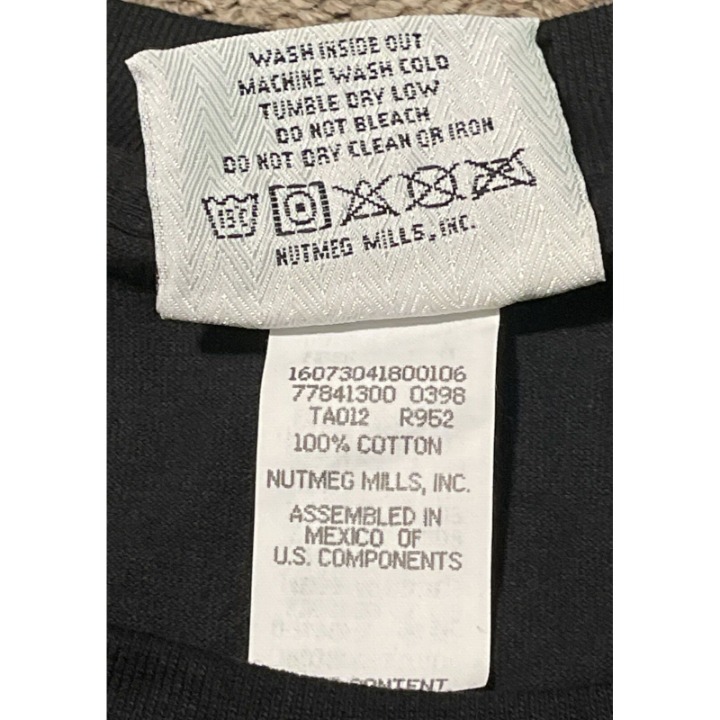 WASH INSIDE OUT
MACHINE WASH COLD
TUMBLE DRY LOW
DO NOT BLEACH
DO NOT DRY CLEAN OR IRON
NUTMEG MILLS, INC.
16073041800106
77841300 0398
TA012 R952
100% COTTON
NUTMEG MILLS, INC.
ASSEMBLED IN
MEXICO OF
U.S. COMPONENTS
CONTENT